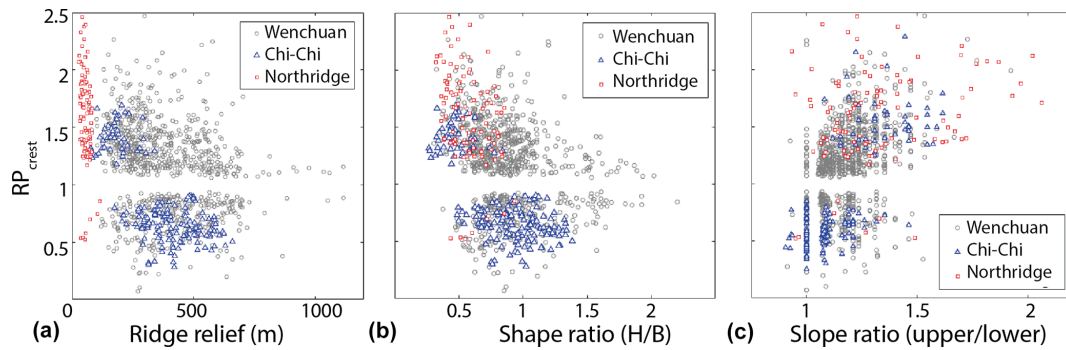 2.5
2
1.5
1
0.5
0
RP crest
Wenchuan
Chi-Chi
Northridge
500
1000
(a)
Ridge relief (m)
Wenchuan
Chi-Chi
Northridge
0.5
1
1.5
2
(b)
Shape ratio (H/B)
Wenchuan
Chi-Chi
Northridge
1
1.5
2
(c)
Slope ratio (upper/lower)